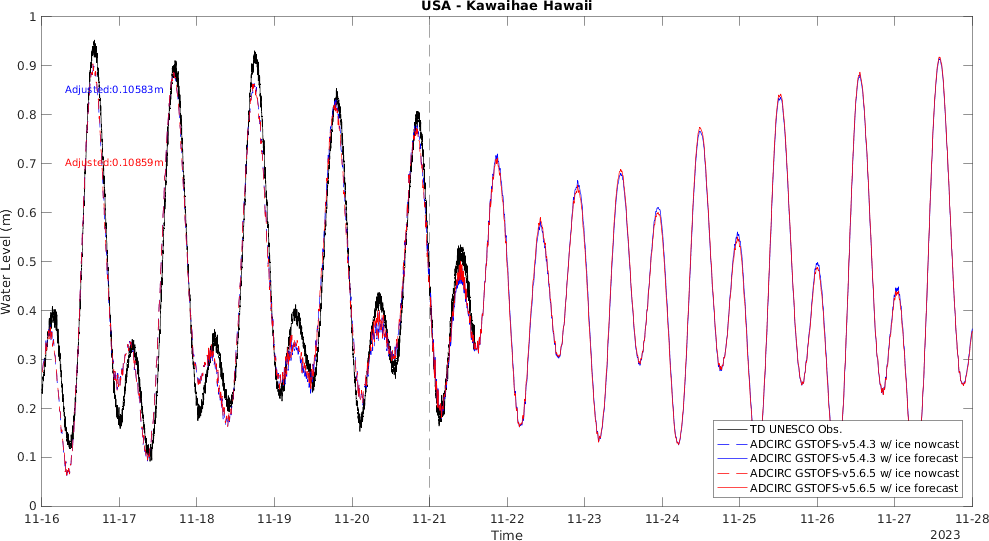 USA - Kawaihae Hawaii
1
0.9
0.8
0.7
0.6
0.5
0.4
0.3
0.2
0.1
0
Water Level (m)
Adjusted:0.10583m
Adjusted:0.10859m
TD UNESCO Obs.
ADCIRC GSTOFS-v5.4.3 w/ ice nowcast
ADCIRC GSTOFS-v5.4.3 w/ ice forecast
ADCIRC GSTOFS-v5.6.5 w/ ice nowcast
ADCIRC GSTOFS-v5.6.5 w/ ice forecast
11-16 11-17 11-18 11-19 11-20 11-21 11-22 11-23 11-24 11-25 11-26 11-27 11-28
Time
2023